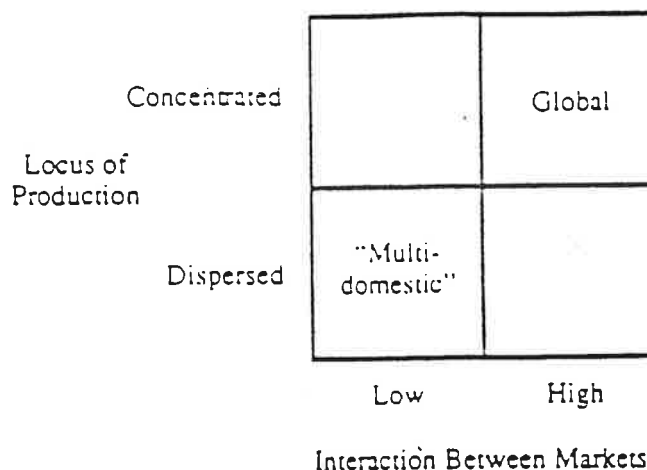 Concentrated
Global
Locus of
Production
Dispersed
"Multi-
domestic"
Low
High
Interaction Between Markets